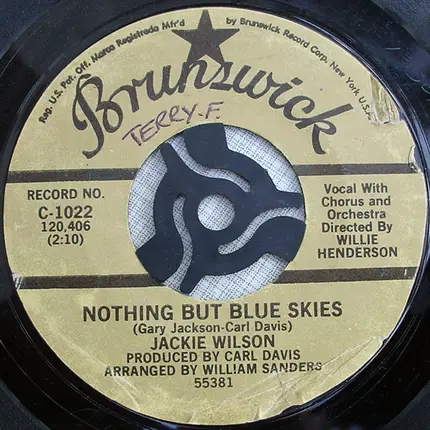 Reg. U.S. Pat. Off. Marca Registrada Mfr'd by Brunswick Record Corp. New York U.S.A.
Brunswick
TERRY-F.
RECORD NO.
C-1022
120,406
(2:10)
Vocal With
Chorus and
Orchestra
Directed By
WILLIE
HENDERSON
NOTHING BUT BLUE SKIES
(Gary Jackson-Carl Davis)
JACKIE WILSON
PRODUCED BY CARL DAVIS
ARRANGED BY WILLIAM SANDERS
55381